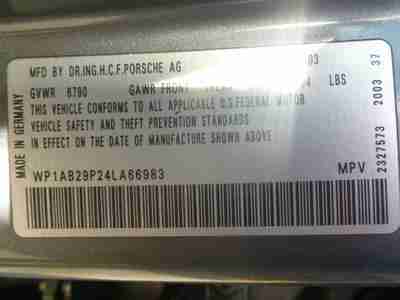 MFD BY DR.ING.H.C.F.PORSCHE AG 03
GVWR 6790 GAWR FRONT LBS
THIS VEHICLE CONFORMS TO ALL APPLICABLE U.S FEDERAL MOTOR
VEHICLE SAFETY AND THEFT PREVENTION STANDARDS IN EFFECT
ON THE DATE OF MANUFACTURE SHOWN ABOVE
WP1AB29P24LA66983 MPV
MADE IN GERMANY
2327573 2003 37